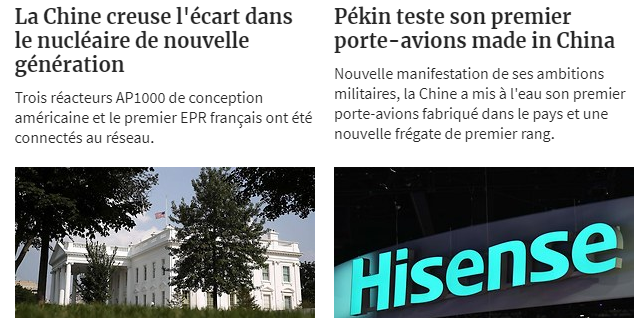 La Chine creuse l'écart dans
le nucléaire de nouvelle
génération
Trois réacteurs AP1000 de conception
américaine et le premier EPR français ont été
connectés au réseau.
Pékin teste son premier
porte-avions made in China
Nouvelle manifestation de ses ambitions
militaires, la Chine a mis à l'eau son premier
porte-avions fabriqué dans le pays et une
nouvelle frégate de premier rang.
Hisense